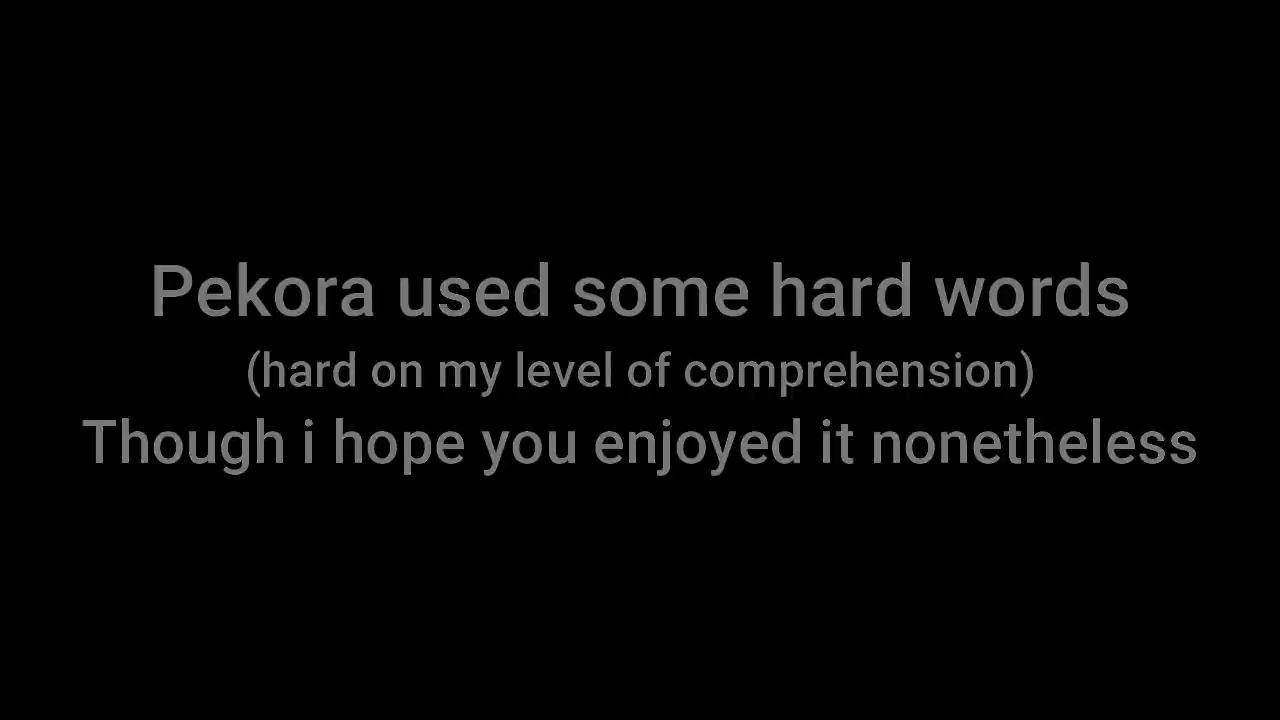 Pekora used some hard words
(hard on my level of comprehension)
Though i hope you enjoyed it nonetheless